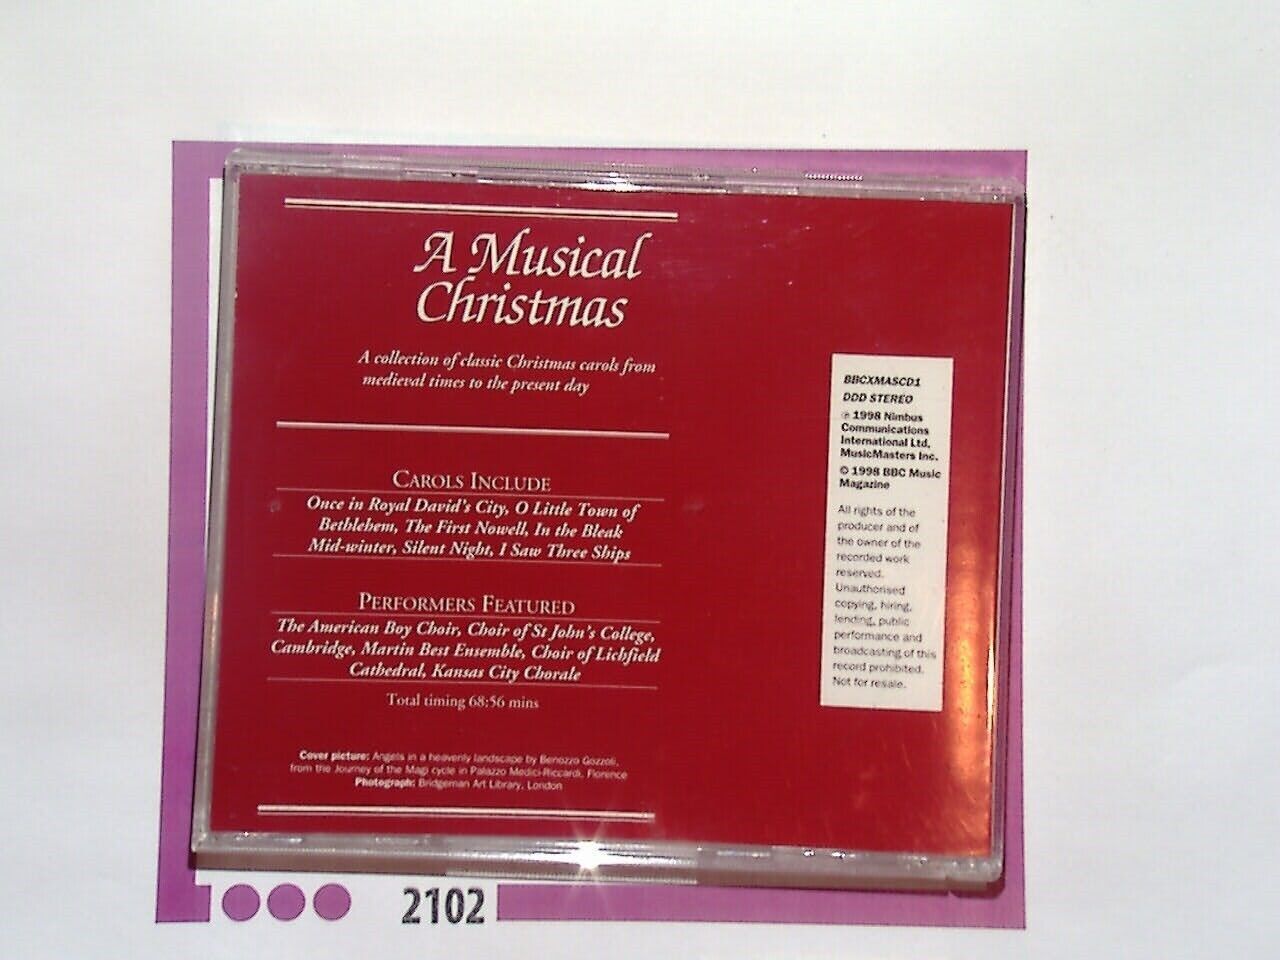 A Musical
Christmas
A collection of classic Christmas carols from
medieval times to the present day
CAROLS INCLUDE
Once in Royal David's City, O Little Town of
Bethlehem, The First Nowell, In the Bleak
Mid-winter, Silent Night, I Saw Three Ships
PERFORMERS FEATURED
The American Boy Choir, Choir of St John's College,
Cambridge, Martin Best Ensemble, Choir of Lichfield
Cathedral, Kansas City Chorale
Total timing 68:56 mins
Cover picture: Angels in a heavenly landscape by Benozzo Gozzoli,
from the Journey of the Magi cycle in Palazzo Medici-Riccardi, Florence
Photograph: Bridgeman Art Library, London
BBCXMASCD1
DDD STEREO
℗ 1998 Nimbus
Communications
International Ltd,
MusicMasters Inc.
© 1998 BBC Music
Magazine
All rights of the
producer and of
the owner of the
recorded work
reserved.
Unauthorised
copying, hiring,
lending, public
performance and
broadcasting of this
record prohibited.
Not for resale.
2102